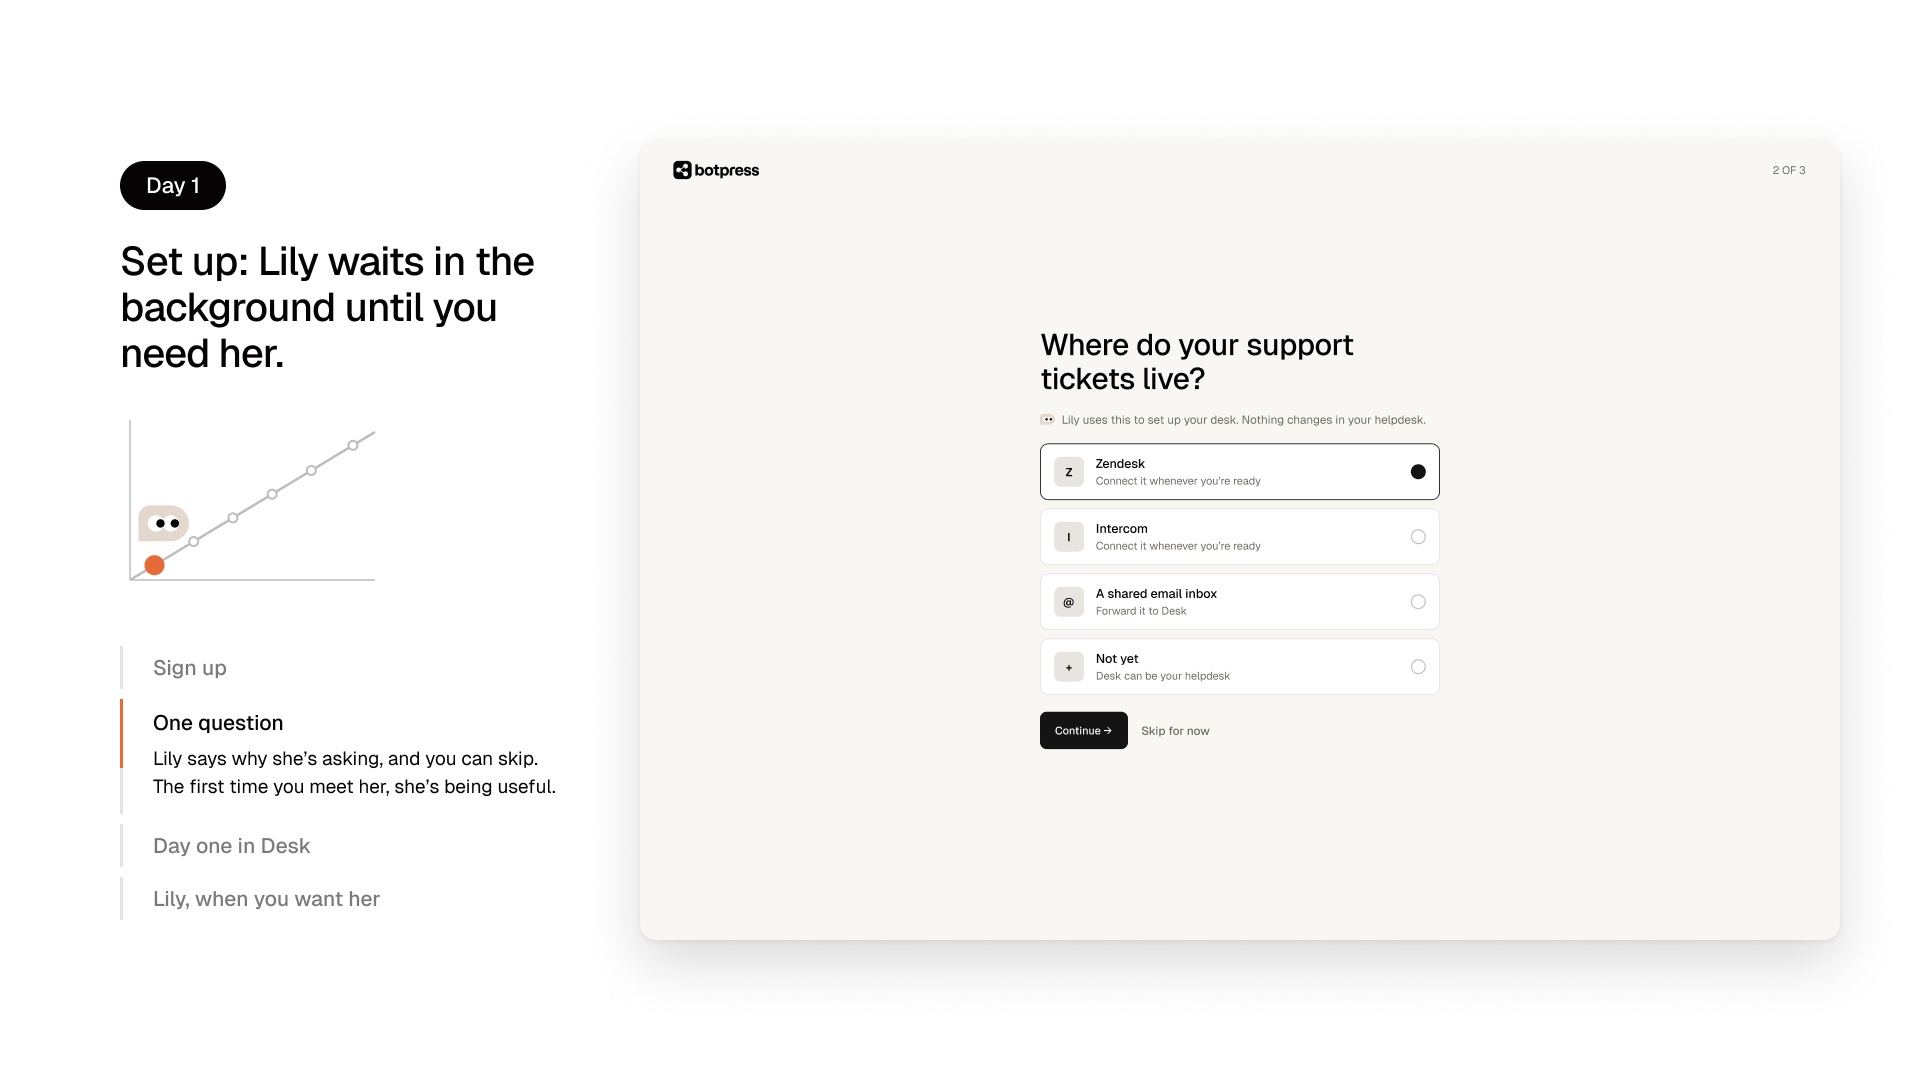 Day 1
Set up: Lily waits in the
background until you
need her.
Sign up
One question
Lily says why she’s asking, and you can skip.
The first time you meet her, she’s being useful.
Day one in Desk
Lily, when you want her
botpress
2 OF 3
Where do your support
tickets live?
Lily uses this to set up your desk. Nothing changes in your helpdesk.
Z
Zendesk
Connect it whenever you’re ready
I
Intercom
Connect it whenever you’re ready
@
A shared email inbox
Forward it to Desk
+
Not yet
Desk can be your helpdesk
Continue →
Skip for now